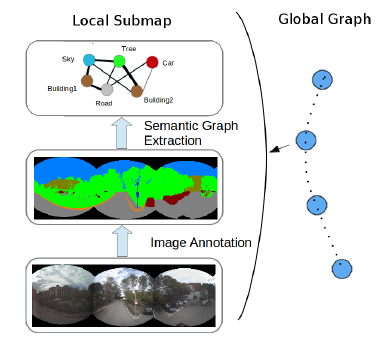 Local Submap
Global Graph
Tree
Sky
Car
Building1
Road
Building2
Semantic Graph
Extraction
Image Annotation